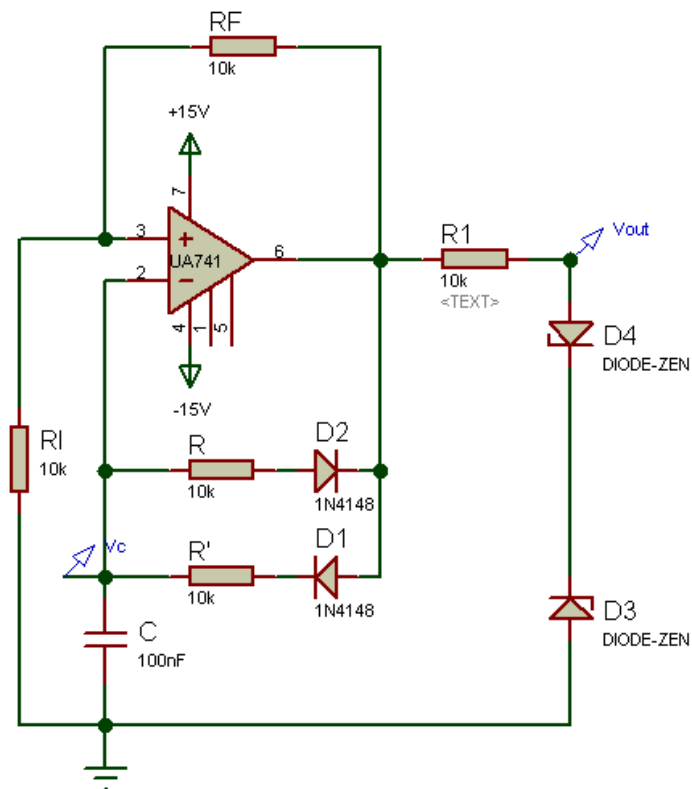 RF
10k
+15V
7
3
2
6
UA741
4
1
5
-15V
R1
10k
<TEXT>
Vout
D4
DIODE-ZEN
RI
10k
R
10k
D2
1N4148
Vc
R'
10k
D1
1N4148
C
100nF
D3
DIODE-ZEN